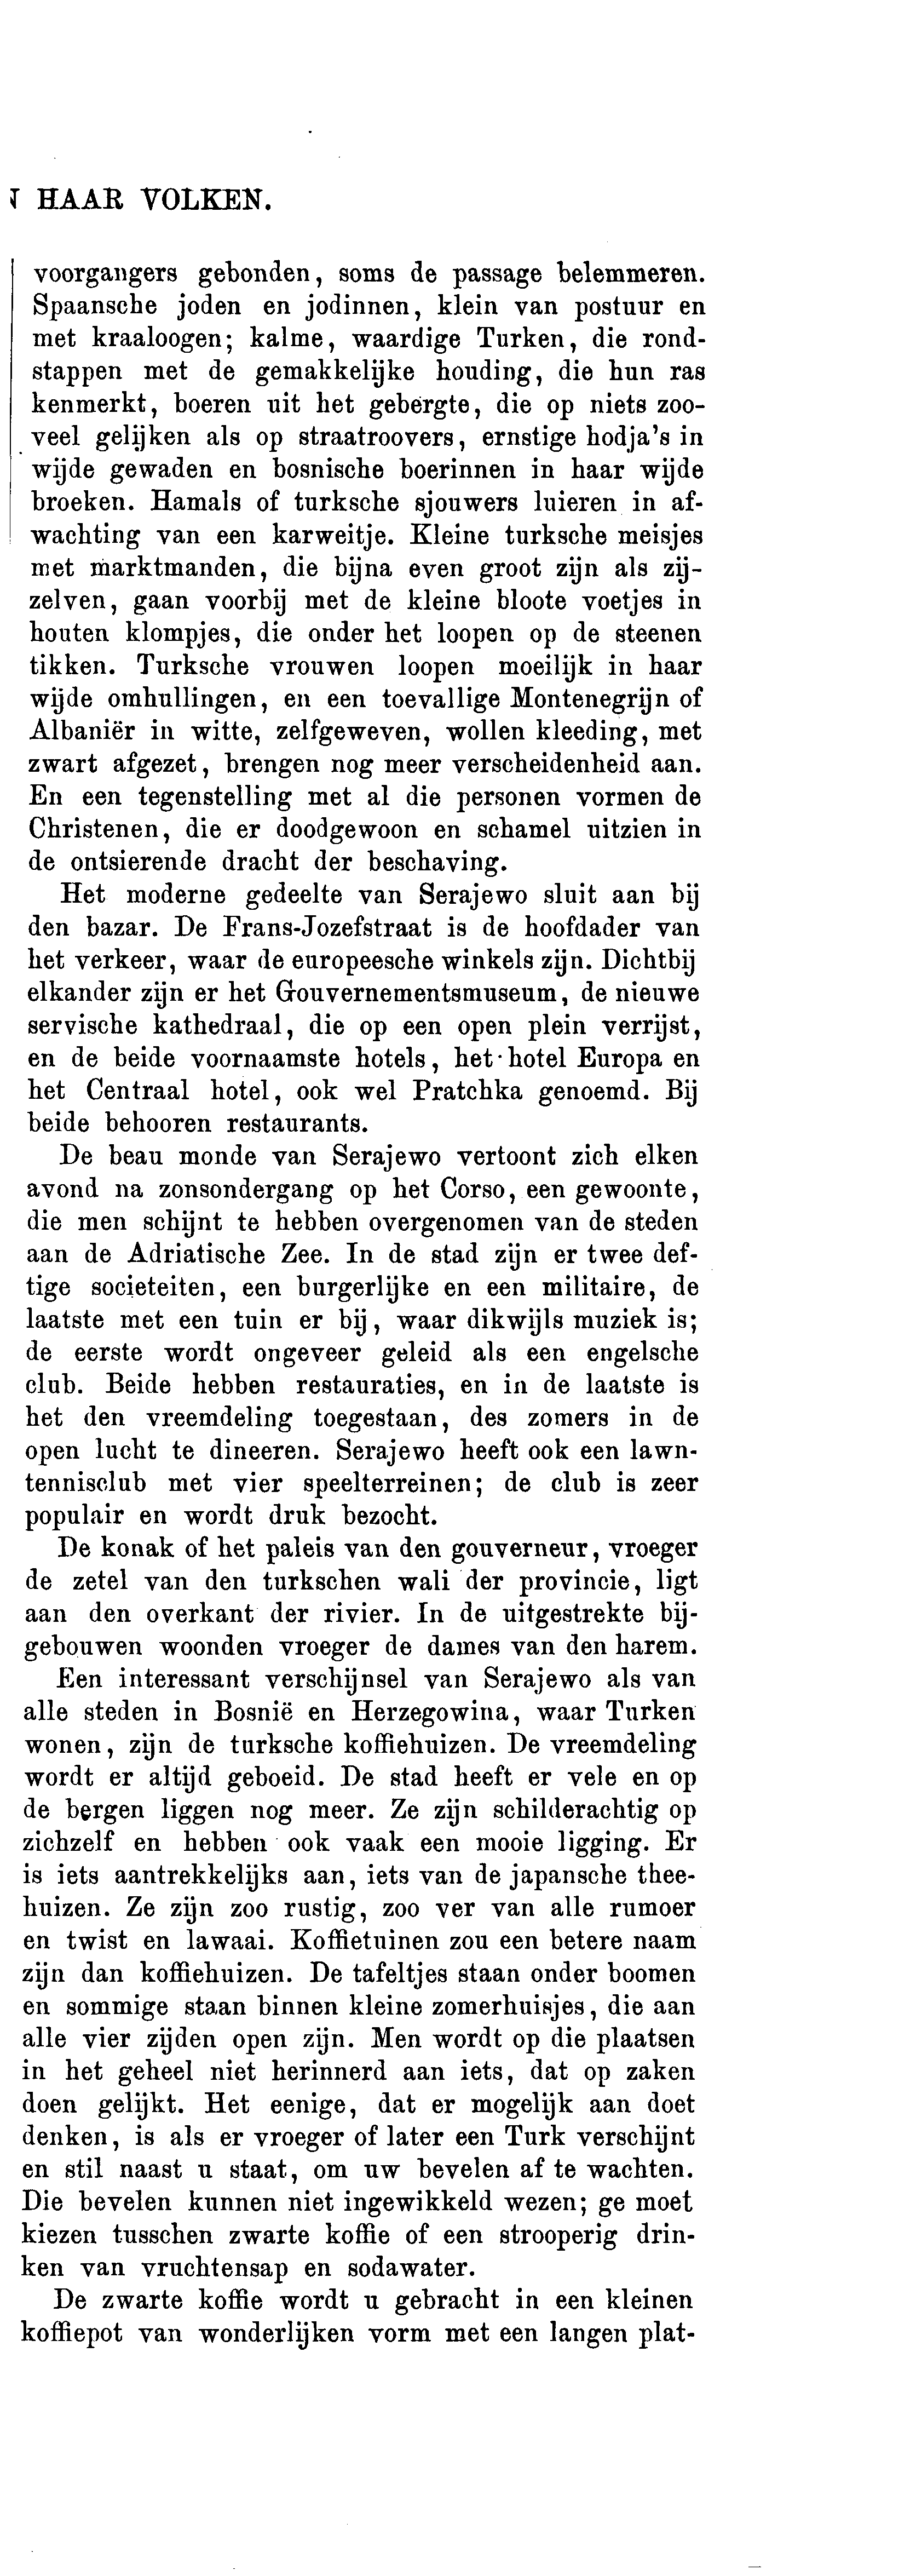 HAAR VOLKEN.
voorgangers gebonden, soms de passage belemmeren.
Spaansche joden en jodinnen, klein van postuur en
met kraaloogen; kalme, waardige Turken, die rond-
stappen met de gemakkelijke houding, die hun ras
kenmerkt, boeren uit het gebergte, die op niets zoo-
veel gelijken als op straatroovers, ernstige hodja's in
wijde gewaden en bosnische boerinnen in haar wijde
broeken. Hamals of turksche sjouwers luieren in af-
wachting van een karweitje. Kleine turksche meisjes
met marktmanden, die bijna even groot zijn als zij-
zelven, gaan voorbij met de kleine bloote voetjes in
houten klompjes, die onder het loopen op de steenen
tikken. Turksche vrouwen loopen moeilijk in haar
wijde omhullingen, en een toevallige Montenegrijn of
Albaniër in witte, zelfgeweven, wollen kleeding, met
zwart afgezet, brengen nog meer verscheidenheid aan.
En een tegenstelling met al die personen vormen de
Christenen, die er doodgewoon en schamel uitzien in
de ontsierende dracht der beschaving.
Het moderne gedeelte van Serajewo sluit aan bij
den bazar. De Frans-Jozefstraat is de hoofdader van
het verkeer, waar de europeesche winkels zijn. Dichtbij
elkander zijn er het Gouvernementsmuseum, de nieuwe
servische kathedraal, die op een open plein verrijst,
en de beide voornaamste hotels, het hotel Europa en
het Centraal hotel, ook wel Pratchka genoemd. Bij
beide behooren restaurants.
De beau monde van Serajewo vertoont zich elken
avond na zonsondergang op het Corso, een gewoonte,
die men schijnt te hebben overgenomen van de steden
aan de Adriatische Zee. In de stad zijn er twee def-
tige societeiten, een burgerlijke en een militaire, de
laatste met een tuin er bij, waar dikwijls muziek is;
de eerste wordt ongeveer geleid als een engelsche
club. Beide hebben restauraties, en in de laatste is
het den vreemdeling toegestaan, des zomers in de
open lucht te dineeren. Serajewo heeft ook een lawn-
tennisclub met vier speelterreinen; de club is zeer
populair en wordt druk bezocht.
De konak of het paleis van den gouverneur, vroeger
de zetel van den turkschen wali der provincie, ligt
aan den overkant der rivier. In de uitgestrekte bij-
gebouwen woonden vroeger de dames van den harem.
Een interessant verschijnsel van Serajewo als van
alle steden in Bosnië en Herzegowina, waar Turken
wonen, zijn de turksche koffiehuizen. De vreemdeling
wordt er altijd geboeid. De stad heeft er vele en op
de bergen liggen nog meer. Ze zijn schilderachtig op
zichzelf en hebben ook vaak een mooie ligging. Er
is iets aantrekkelijks aan, iets van de japansche thee-
huizen. Ze zijn zoo rustig, zoo ver van alle rumoer
en twist en lawaai. Koffietuinen zou een betere naam
zijn dan koffiehuizen. De tafeltjes staan onder boomen
en sommige staan binnen kleine zomerhuisjes, die aan
alle vier zijden open zijn. Men wordt op die plaatsen
in het geheel niet herinnerd aan iets, dat op zaken
doen gelijkt. Het eenige, dat er mogelijk aan doet
denken, is als er vroeger of later een Turk verschijnt
en stil naast u staat, om uw bevelen af te wachten.
Die bevelen kunnen niet ingewikkeld wezen; ge moet
kiezen tusschen zwarte koffie of een strooperig drin-
ken van vruchtensap en sodawater.
De zwarte koffie wordt u gebracht in een kleinen
koffiepot van wonderlijken vorm met een langen plat-